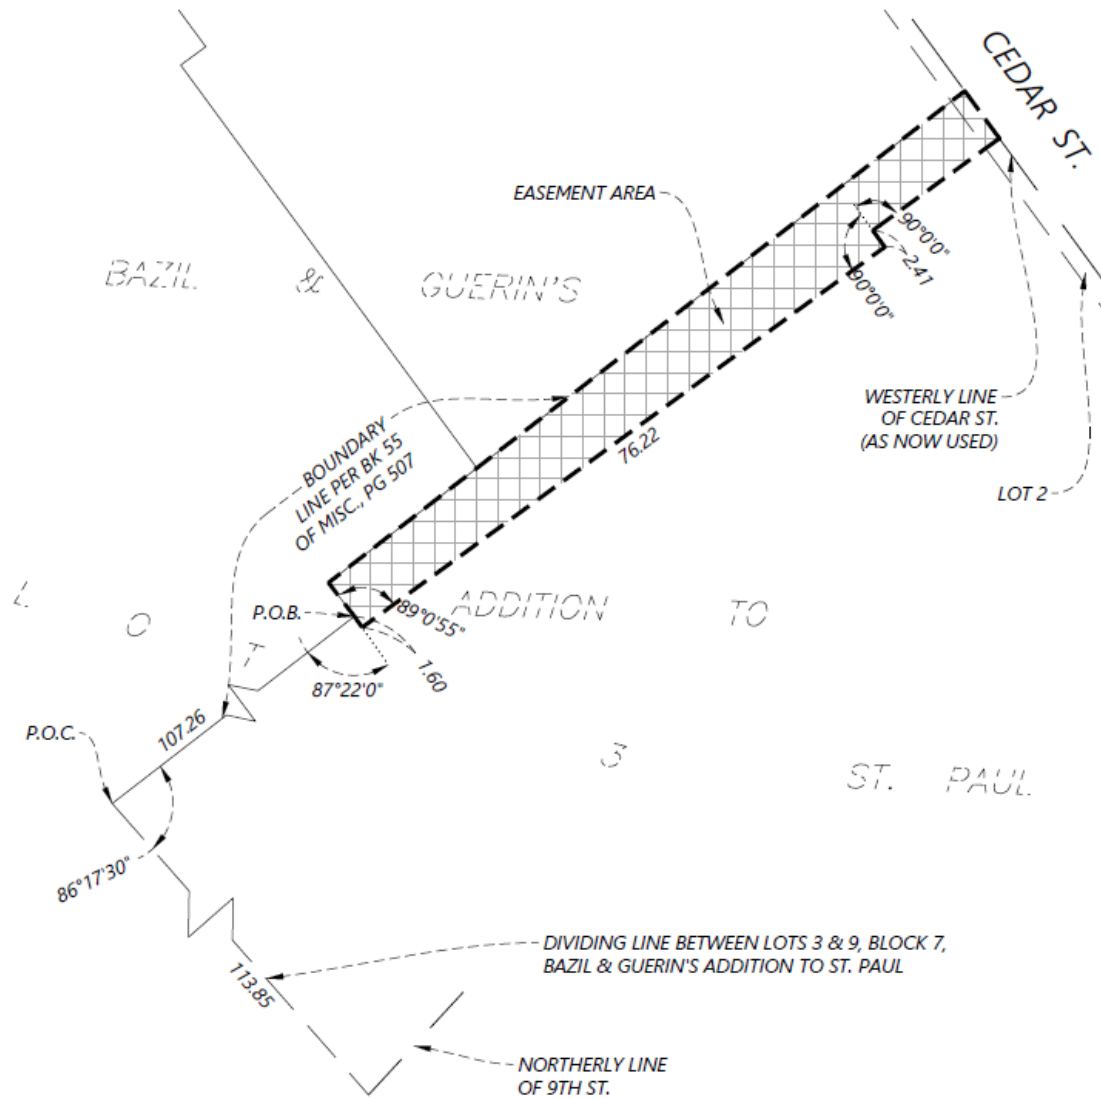 CEDAR ST.
EASEMENT AREA
90°0'0"
2.41
90°0'0"
BAZIL & GUERIN'S
WESTERLY LINE
OF CEDAR ST.
(AS NOW USED)
76.22
BOUNDARY
LINE PER BK 55
OF MISC., PG 507
LOT 2
L O T
ADDITION TO
P.O.B.
89°0'55"
1.60
87°22'0"
107.26
P.O.C.
3
ST. PAUL
86°17'30"
DIVIDING LINE BETWEEN LOTS 3 & 9, BLOCK 7,
BAZIL & GUERIN'S ADDITION TO ST. PAUL
113.85
NORTHERLY LINE
OF 9TH ST.